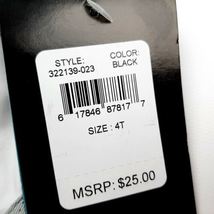 STYLE: COLOR:
322139-023 BLACK
6 17846 87817 7
SIZE: 4T
MSRP: $25.00